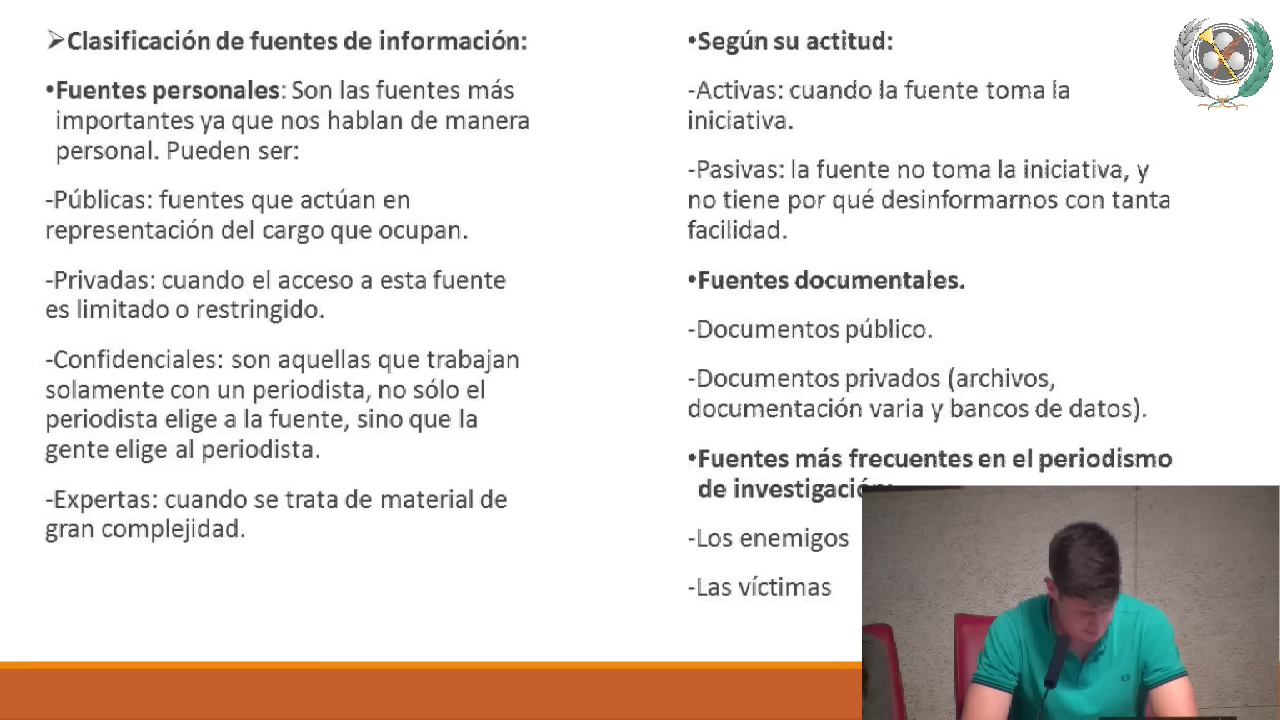 ➢Clasificación de fuentes de información:
•Fuentes personales: Son las fuentes más
importantes ya que nos hablan de manera
personal. Pueden ser:
-Públicas: fuentes que actúan en
representación del cargo que ocupan.
-Privadas: cuando el acceso a esta fuente
es limitado o restringido.
-Confidenciales: son aquellas que trabajan
solamente con un periodista, no sólo el
periodista elige a la fuente, sino que la
gente elige al periodista.
-Expertas: cuando se trata de material de
gran complejidad.
•Según su actitud:
-Activas: cuando la fuente toma la
iniciativa.
-Pasivas: la fuente no toma la iniciativa, y
no tiene por qué desinformarnos con tanta
facilidad.
•Fuentes documentales.
-Documentos público.
-Documentos privados (archivos,
documentación varia y bancos de datos).
•Fuentes más frecuentes en el periodismo
de investigación:
-Los enemigos
-Las víctimas